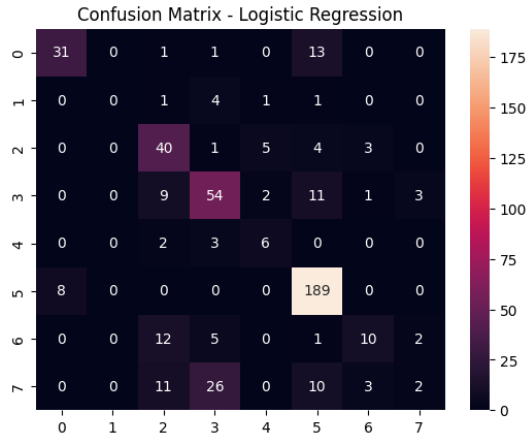 Confusion Matrix - Logistic Regression
0 31 0 1 1 0 13 0 0
1 0 0 1 4 1 1 0 0
2 0 0 40 1 5 4 3 0
3 0 0 9 54 2 11 1 3
4 0 0 2 3 6 0 0 0
5 8 0 0 0 0 189 0 0
6 0 0 12 5 0 1 10 2
7 0 0 11 26 0 10 3 2
0 1 2 3 4 5 6 7
175
150
125
100
75
50
25
0